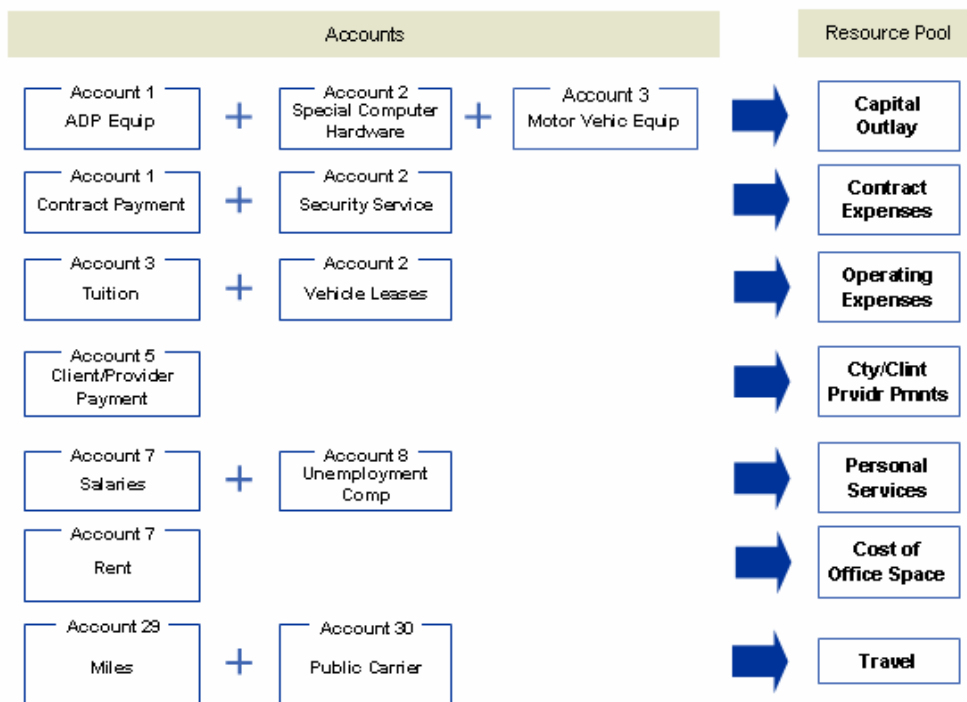 Accounts
Resource Pool
Account 1
ADP Equip
+
Account 2
Special Computer
Hardware
+
Account 3
Motor Vehic Equip
Capital
Outlay
Account 1
Contract Payment
+
Account 2
Security Service
Contract
Expenses
Account 3
Tuition
+
Account 2
Vehicle Leases
Operating
Expenses
Account 5
Client/Provider
Payment
Cty/Clint
Prvidr Pmnts
Account 7
Salaries
+
Account 8
Unemployment
Comp
Personal
Services
Account 7
Rent
Cost of
Office Space
Account 29
Miles
+
Account 30
Public Carrier
Travel